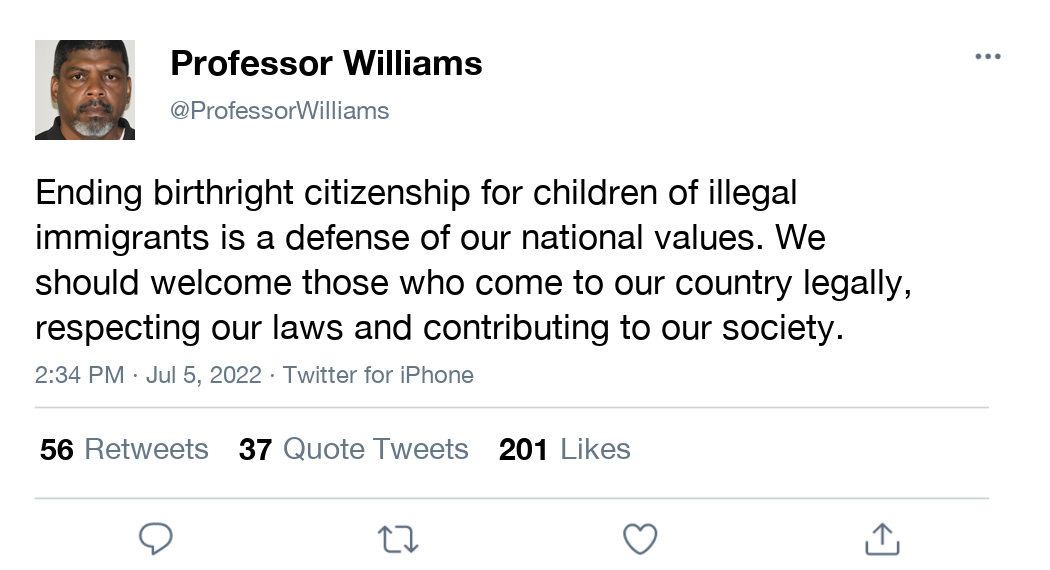 Professor Williams
@ProfessorWilliams
Ending birthright citizenship for children of illegal
immigrants is a defense of our national values. We
should welcome those who come to our country legally,
respecting our laws and contributing to our society.
2:34 PM · Jul 5, 2022 · Twitter for iPhone
56 Retweets 37 Quote Tweets 201 Likes